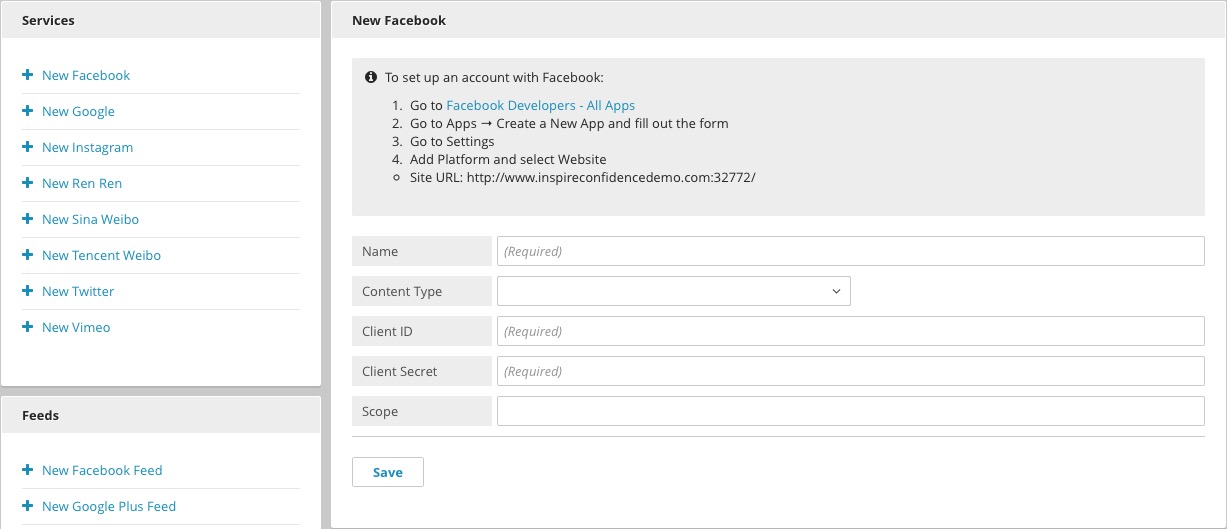 Services
New Facebook
New Google
New Instagram
New Ren Ren
New Sina Weibo
New Tencent Weibo
New Twitter
New Vimeo
Feeds
New Facebook Feed
New Google Plus Feed
New Facebook
To set up an account with Facebook:
1. Go to Facebook Developers - All Apps
2. Go to Apps → Create a New App and fill out the form
3. Go to Settings
4. Add Platform and select Website
Site URL: http://www.inspireconfidencedemo.com:32772/
Name (Required)
Content Type
Client ID (Required)
Client Secret (Required)
Scope
Save